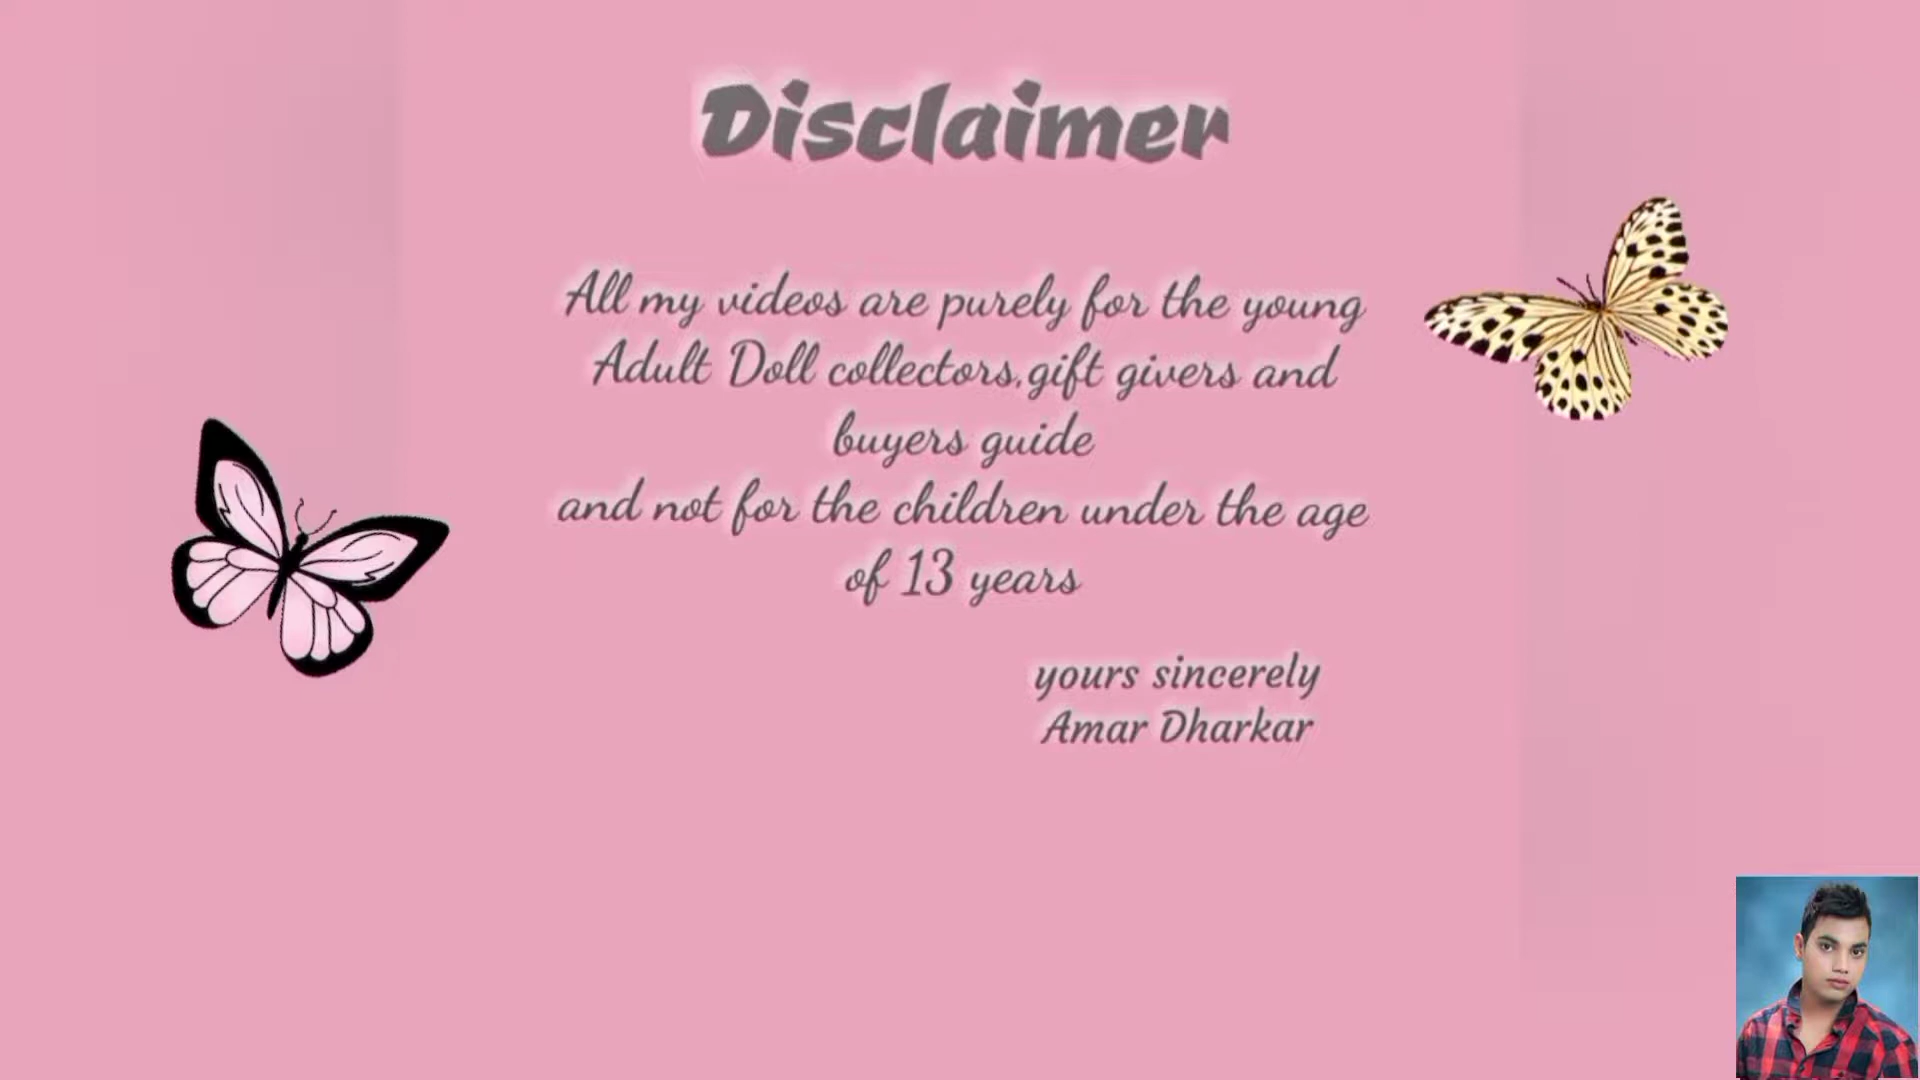 Disclaimer
All my videos are purely for the young
Adult Doll collectors,gift givers and
buyers guide
and not for the children under the age
of 13 years
yours sincerely
Amar Dharkar